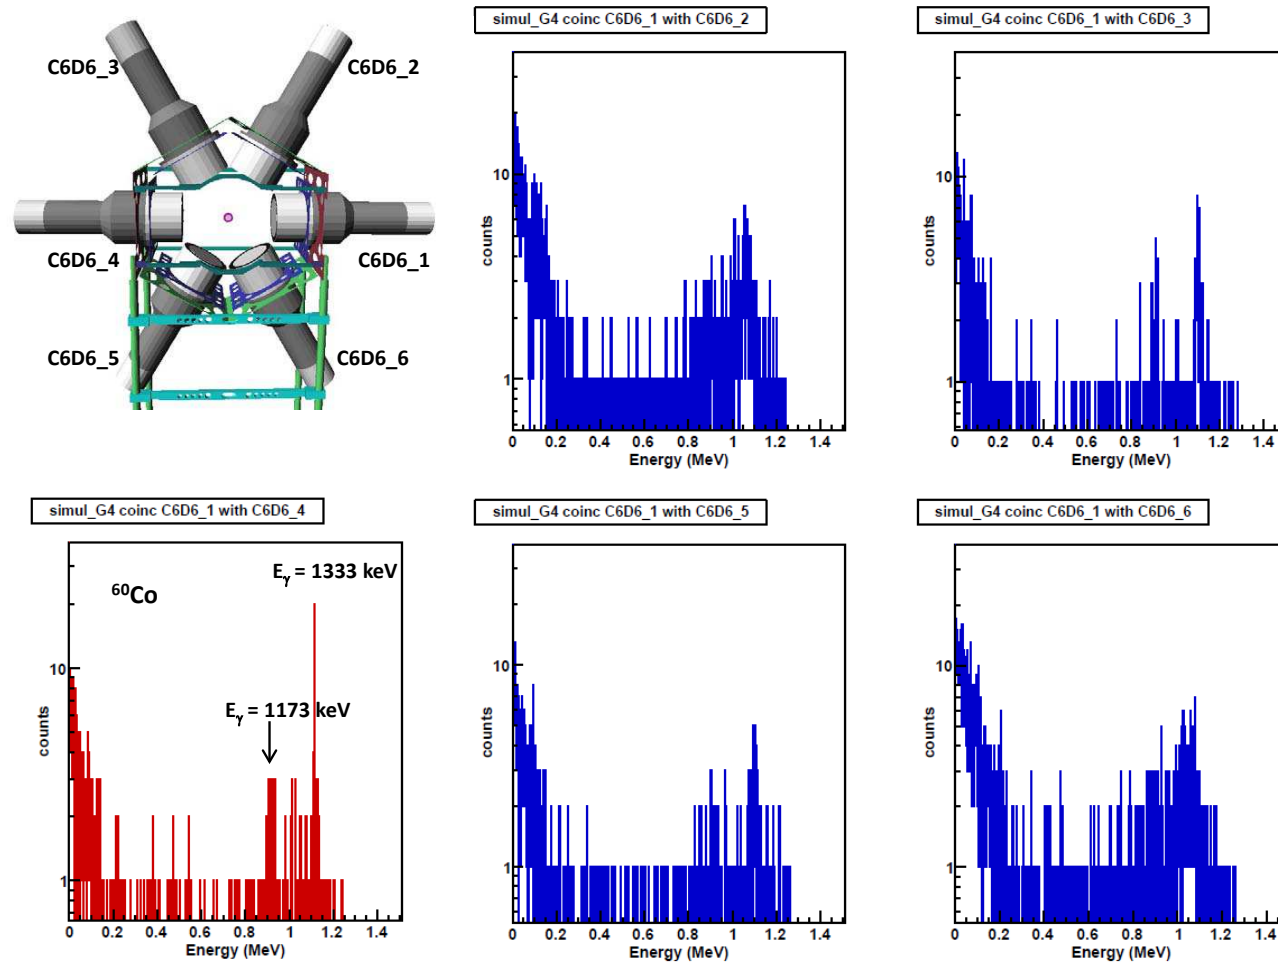 C6D6_3
C6D6_2
C6D6_4
C6D6_1
C6D6_5
C6D6_6
simul_G4 coinc C6D6_1 with C6D6_2
counts
10
1
0 0.2 0.4 0.6 0.8 1 1.2 1.4
Energy (MeV)
simul_G4 coinc C6D6_1 with C6D6_3
counts
10
1
0 0.2 0.4 0.6 0.8 1 1.2 1.4
Energy (MeV)
simul_G4 coinc C6D6_1 with C6D6_4
⁶⁰Co
Eγ = 1333 keV
Eγ = 1173 keV
counts
10
1
0 0.2 0.4 0.6 0.8 1 1.2 1.4
Energy (MeV)
simul_G4 coinc C6D6_1 with C6D6_5
counts
10
1
0 0.2 0.4 0.6 0.8 1 1.2 1.4
Energy (MeV)
simul_G4 coinc C6D6_1 with C6D6_6
counts
10
1
0 0.2 0.4 0.6 0.8 1 1.2 1.4
Energy (MeV)